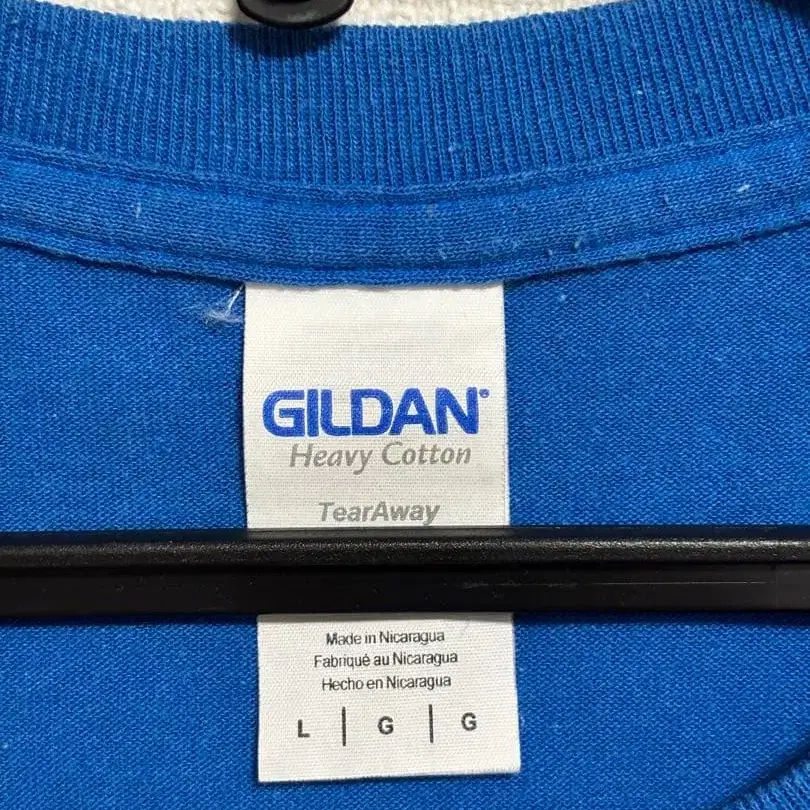 GILDAN
Heavy Cotton
TearAway
Made in Nicaragua
Fabriqué au Nicaragua
Hecho en Nicaragua
L | G | G